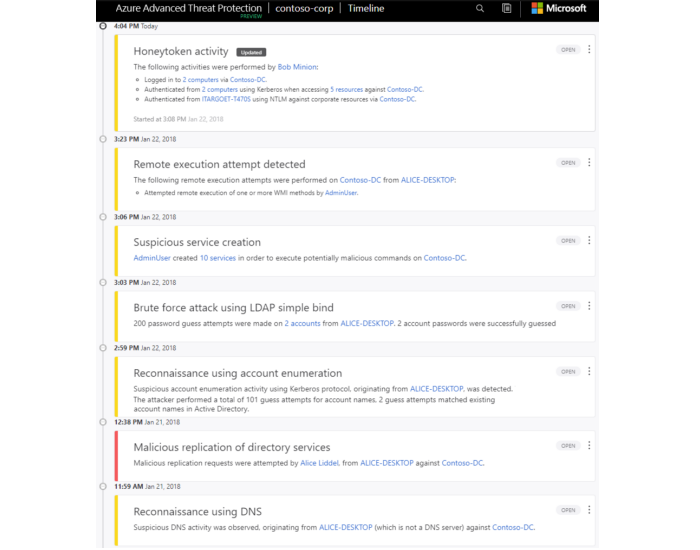 Azure Advanced Threat Protection | contoso-corp | Timeline Microsoft
PREVIEW
4:04 PM Today
Honeytoken activity Updated OPEN
The following activities were performed by Bob Minion:
Logged in to 2 computers via Contoso-DC.
Authenticated from 2 computers using Kerberos when accessing 5 resources against Contoso-DC.
Authenticated from ITARGOET-T470S using NTLM against corporate resources via Contoso-DC.
Started at 3:08 PM Jan 22, 2018
3:23 PM Jan 22, 2018
Remote execution attempt detected OPEN
The following remote execution attempts were performed on Contoso-DC from ALICE-DESKTOP:
Attempted remote execution of one or more WMI methods by AdminUser.
3:06 PM Jan 22, 2018
Suspicious service creation OPEN
AdminUser created 10 services in order to execute potentially malicious commands on Contoso-DC.
3:03 PM Jan 22, 2018
Brute force attack using LDAP simple bind OPEN
200 password guess attempts were made on 2 accounts from ALICE-DESKTOP. 2 account passwords were successfully guessed
2:59 PM Jan 22, 2018
Reconnaissance using account enumeration OPEN
Suspicious account enumeration activity using Kerberos protocol, originating from ALICE-DESKTOP, was detected.
The attacker performed a total of 101 guess attempts for account names, 2 guess attempts matched existing
account names in Active Directory.
12:38 PM Jan 21, 2018
Malicious replication of directory services OPEN
Malicious replication requests were attempted by Alice Liddel, from ALICE-DESKTOP against Contoso-DC.
11:59 AM Jan 21, 2018
Reconnaissance using DNS OPEN
Suspicious DNS activity was observed, originating from ALICE-DESKTOP (which is not a DNS server) against Contoso-DC.